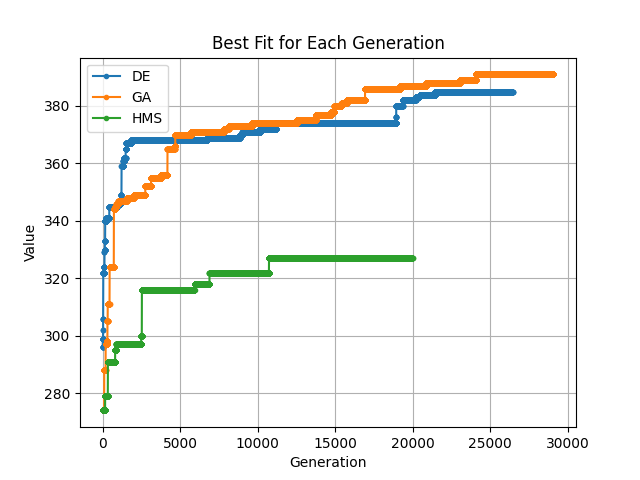 Best Fit for Each Generation
DE
GA
HMS
Value
380
360
340
320
300
280
0 5000 10000 15000 20000 25000 30000
Generation